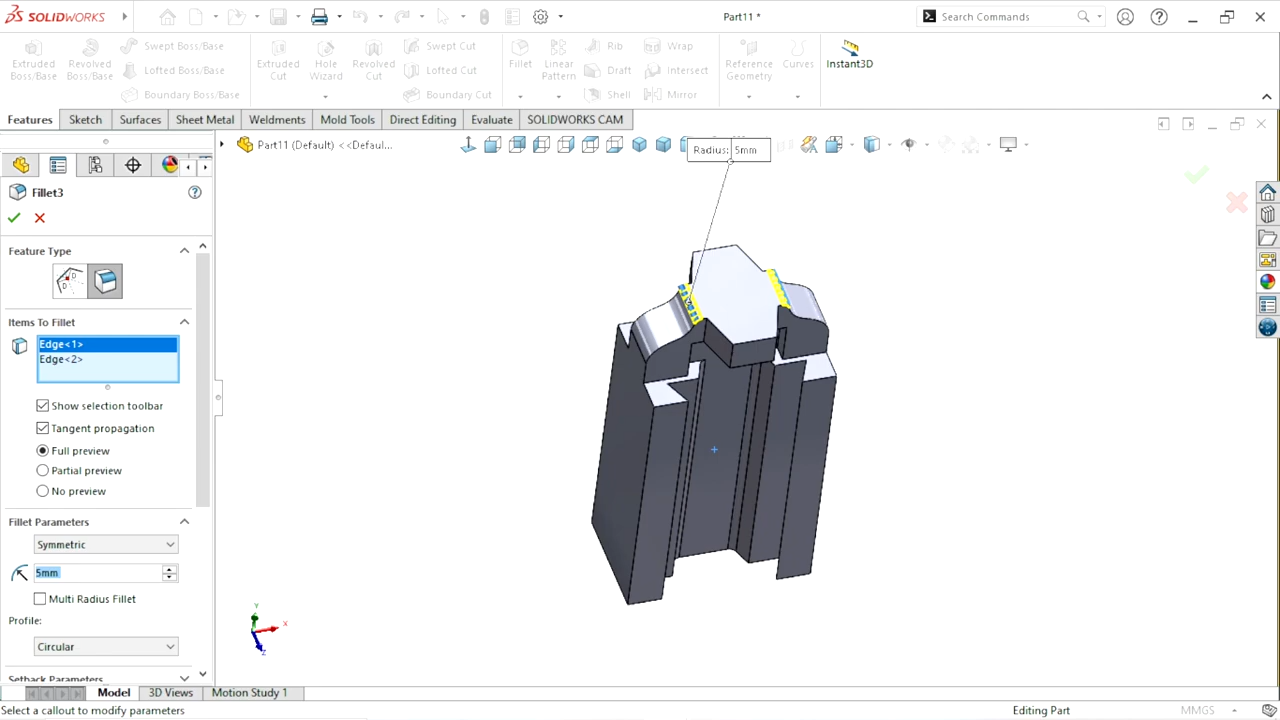 SOLIDWORKS
Part11 *
Search Commands
Extruded Boss/Base
Revolved Boss/Base
Swept Boss/Base
Lofted Boss/Base
Boundary Boss/Base
Extruded Cut
Hole Wizard
Revolved Cut
Swept Cut
Lofted Cut
Boundary Cut
Fillet
Linear Pattern
Rib
Draft
Shell
Wrap
Intersect
Mirror
Reference Geometry
Curves
Instant3D
Features
Sketch
Surfaces
Sheet Metal
Weldments
Mold Tools
Direct Editing
Evaluate
SOLIDWORKS CAM
Part11 (Default) <<Defau...
Radius: 5mm
Fillet3
Feature Type
Items To Fillet
Edge<1>
Edge<2>
Show selection toolbar
Tangent propagation
Full preview
Partial preview
No preview
Fillet Parameters
Symmetric
5mm
Multi Radius Fillet
Profile:
Circular
Setback Parameters
Y
X
Z
Model
3D Views
Motion Study 1
Select a callout to modify parameters
Editing Part
MMGS